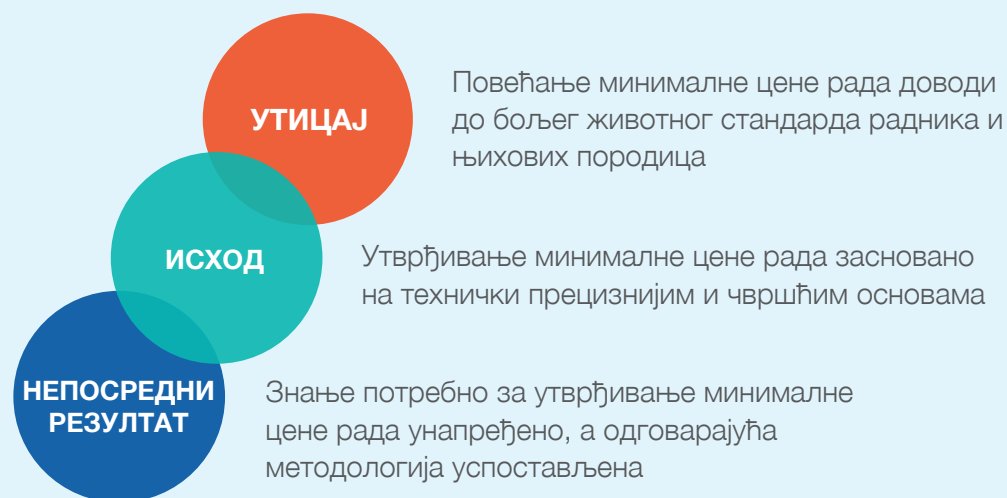 УТИЦАЈ
Повећање минималне цене рада доводи
до бољег животног стандарда радника и
њихових породица
ИСХОД
Утврђивање минималне цене рада засновано
на технички прецизнијим и чвршћим основама
НЕПОСРЕДНИ
РЕЗУЛТАТ
Знање потребно за утврђивање минималне
цене рада унапређено, а одговарајућа
методологија успостављена